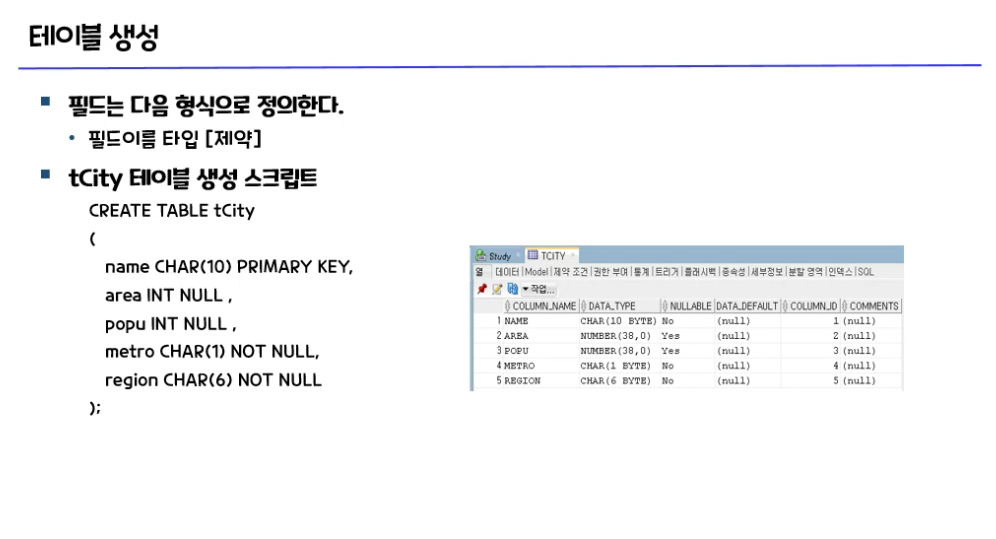 테이블 생성
필드는 다음 형식으로 정의한다.
필드이름 타입 [제약]
tCity 테이블 생성 스크립트
CREATE TABLE tCity
(
name CHAR(10) PRIMARY KEY,
area INT NULL ,
popu INT NULL ,
metro CHAR(1) NOT NULL,
region CHAR(6) NOT NULL
);
Study TCITY
열 데이터 Model 제약 조건 권한 부여 통계 트리거 플래시백 종속성 세부정보 분할 영역 인덱스 SQL
작업...
COLUMN_NAME DATA_TYPE NULLABLE DATA_DEFAULT COLUMN_ID COMMENTS
1 NAME CHAR(10 BYTE) No (null) 1 (null)
2 AREA NUMBER(38,0) Yes (null) 2 (null)
3 POPU NUMBER(38,0) Yes (null) 3 (null)
4 METRO CHAR(1 BYTE) No (null) 4 (null)
5 REGION CHAR(6 BYTE) No (null) 5 (null)